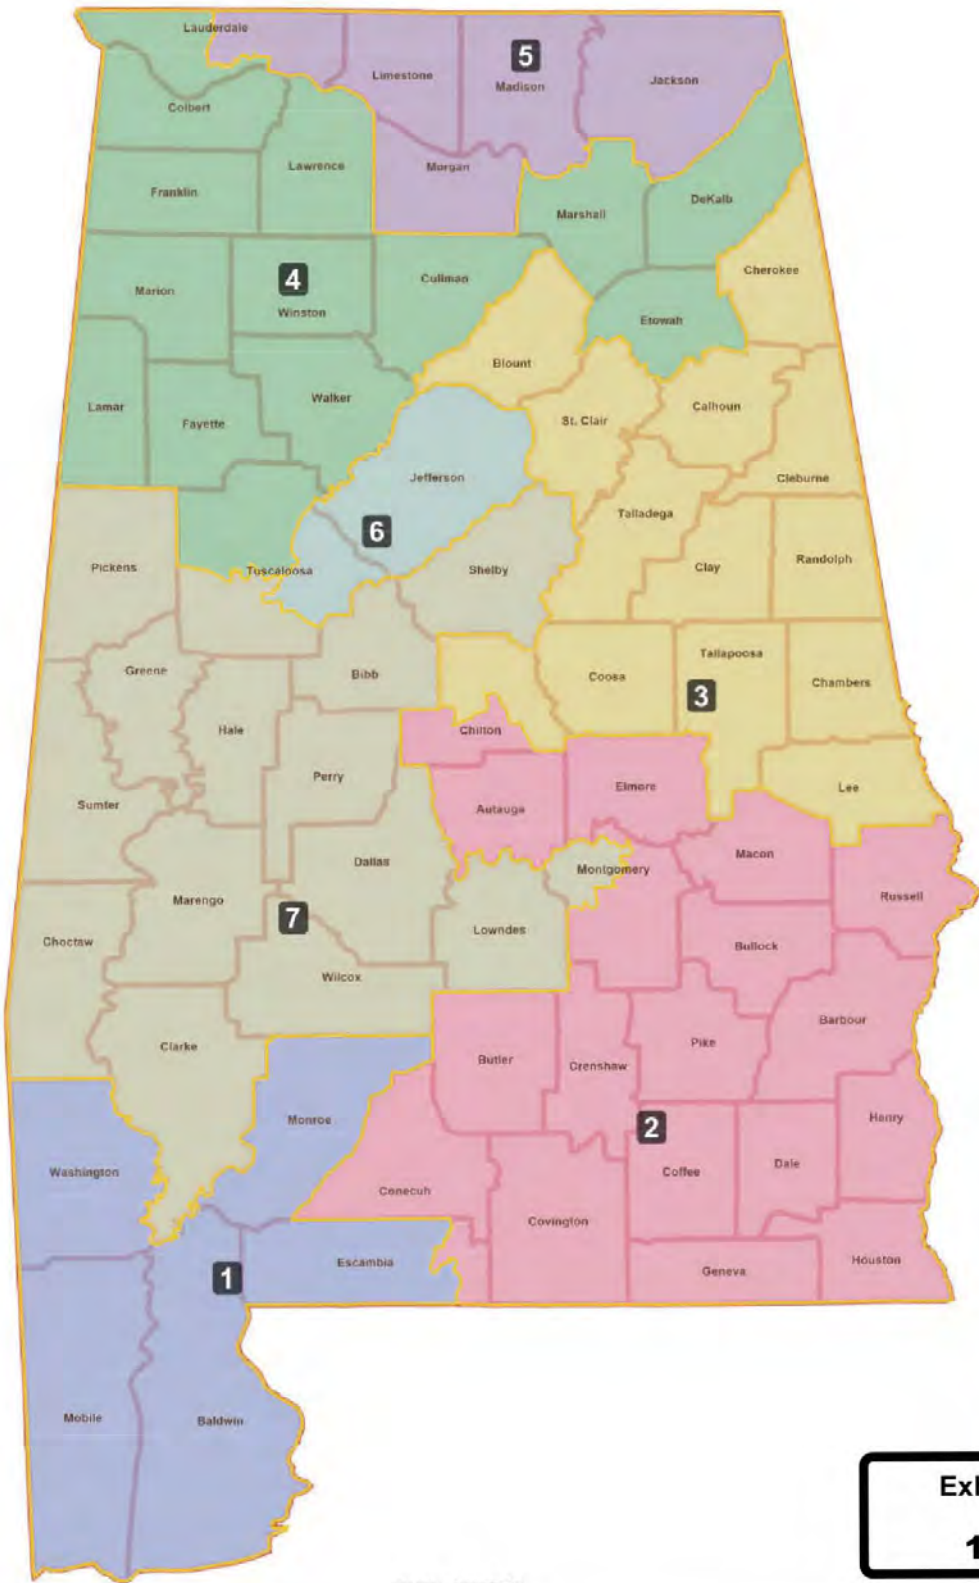 Lauderdale
Limestone
5
Madison
Jackson
Colbert
Lawrence
Morgan
Franklin
DeKalb
Marshall
Cherokee
4
Cullman
Marion
Winston
Etowah
Blount
Walker
Lamar
Calhoun
Fayette
St. Clair
Jefferson
Cleburne
Talladega
6
Randolph
Pickens
Tuscaloosa
Shelby
Clay
Tallapoosa
Greene
Bibb
Coosa
Chambers
3
Hale
Chilton
Perry
Elmore
Lee
Sumter
Autauga
Macon
Dallas
Montgomery
Marengo
Russell
7
Lowndes
Choctaw
Bullock
Wilcox
Barbour
Clarke
Pike
Butler
Crenshaw
Monroe
Henry
2
Washington
Dale
Coffee
Conecuh
Covington
Escambia
Houston
1
Geneva
Mobile
Baldwin
1